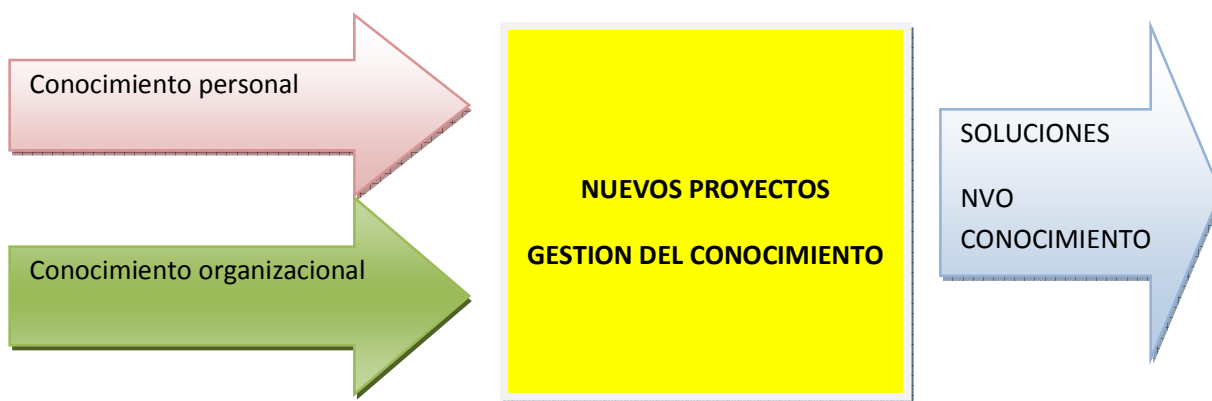 Conocimiento personal
Conocimiento organizacional
NUEVOS PROYECTOS
GESTION DEL CONOCIMIENTO
SOLUCIONES
NVO
CONOCIMIENTO